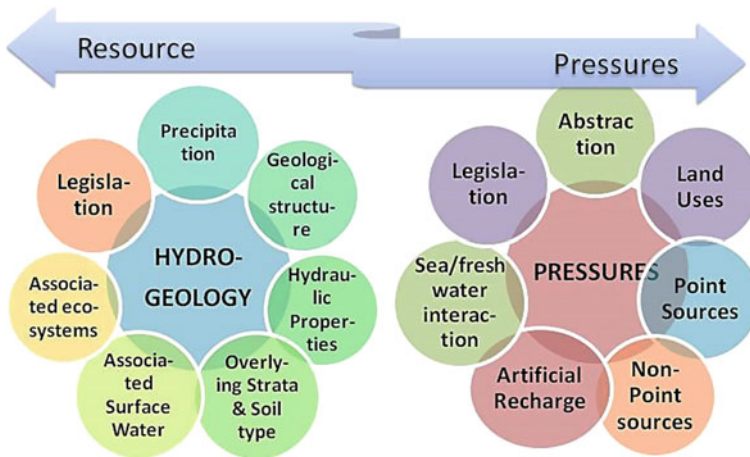 Resource
Pressures
Precipita
tion
Geologi-
cal
structu-
re
Hydrau-
lic
Proper-
ties
Overly-
ing Strata
& Soil
type
Associa-
ted
Surface
Water
Associa-
ted eco-
systems
Legisla-
tion
HYDRO-
GEOLOGY
Abstrac
tion
Land
Uses
Point
Sources
Non-
Point
sources
Artificial
Recharge
Sea/fresh
water
interac-
tion
Legisla-
tion
PRESSURES